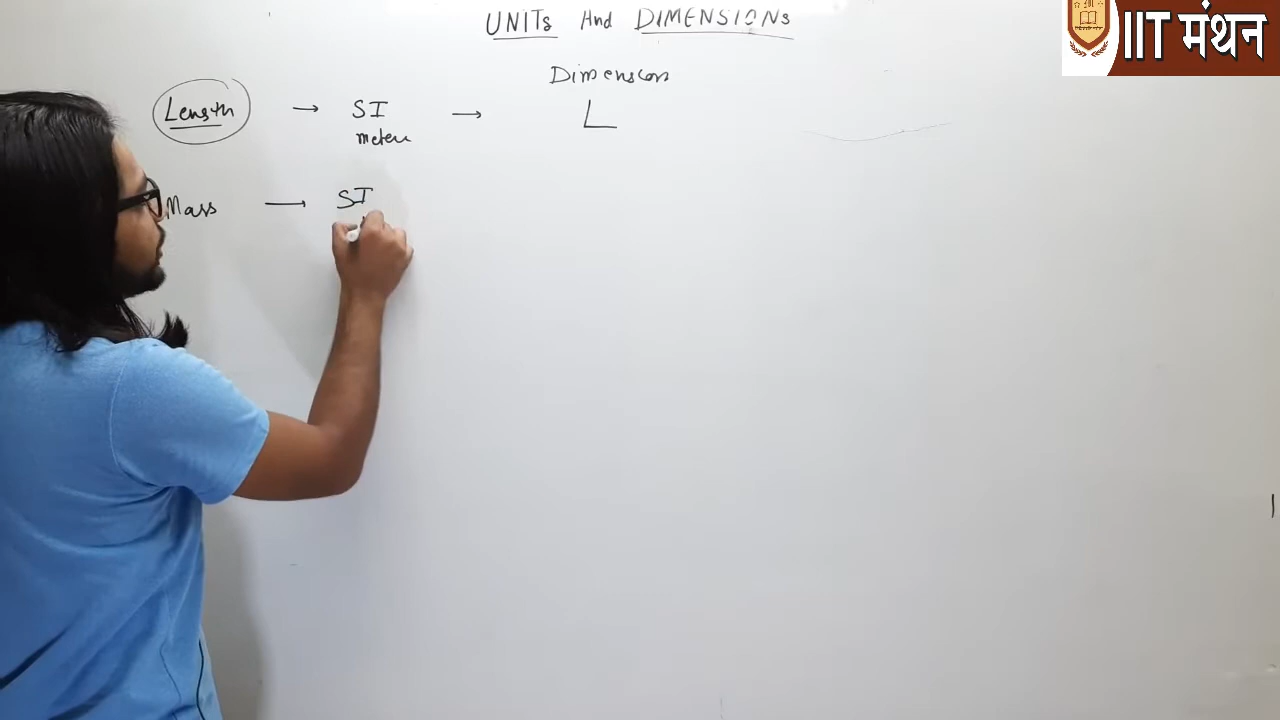 UNITs And DIMENSIONs
IIT मंथन
Dimension
Length → SI → L
meter
Mass → SI